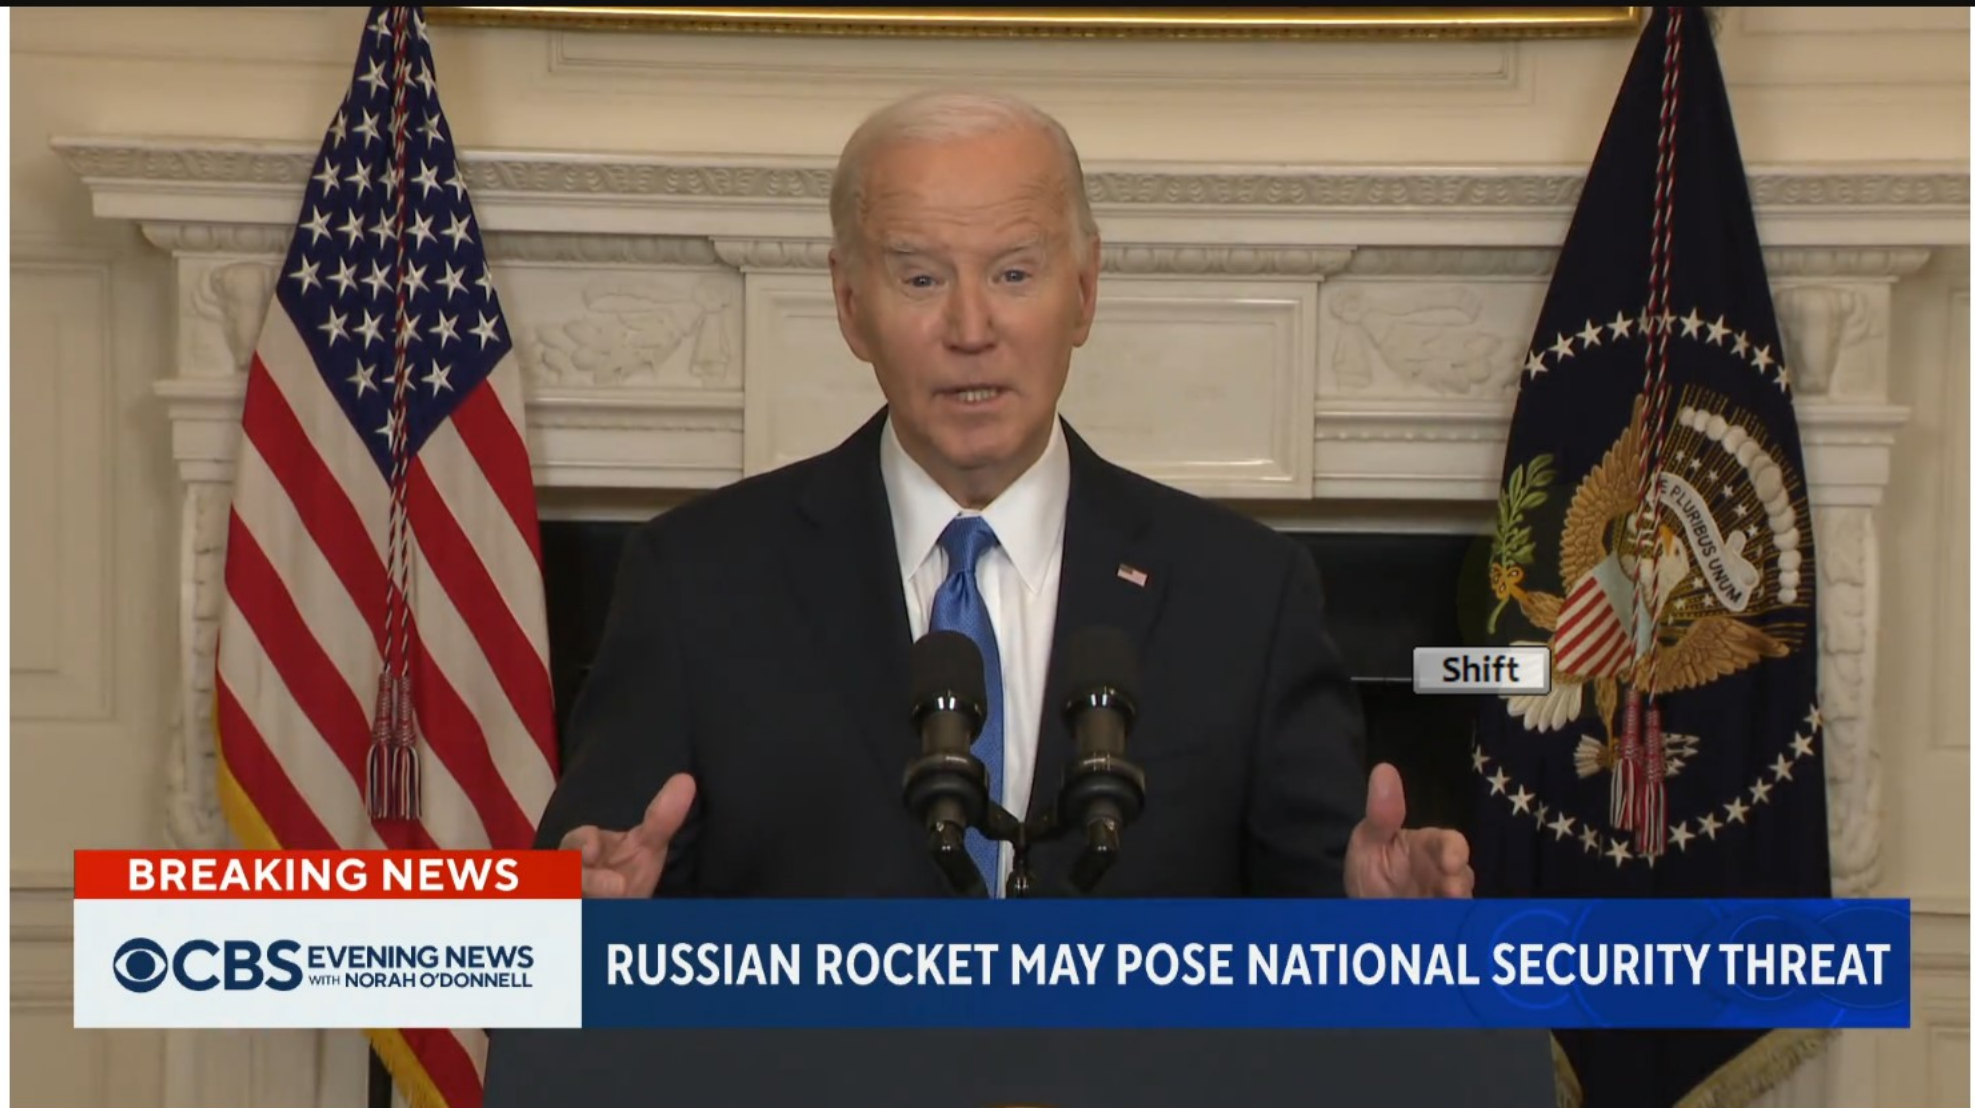 E PLURIBUS UNUM
Shift
BREAKING NEWS
CBS EVENING NEWS
WITH NORAH O'DONNELL
RUSSIAN ROCKET MAY POSE NATIONAL SECURITY THREAT